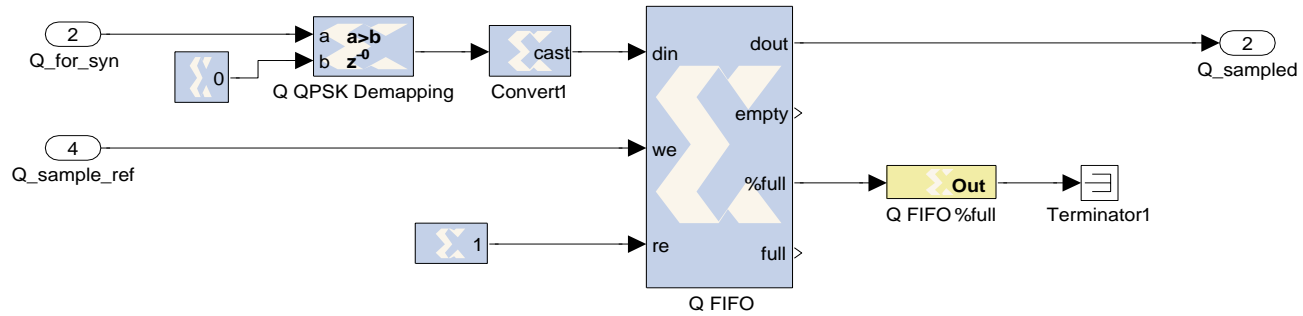 2
Q_for_syn
0
a
b
a>b
z⁻⁰
Q QPSK Demapping
cast
Convert1
4
Q_sample_ref
1
din
we
re
dout
empty
%full
full
Q FIFO
Out
Q FIFO %full
Terminator1
2
Q_sampled